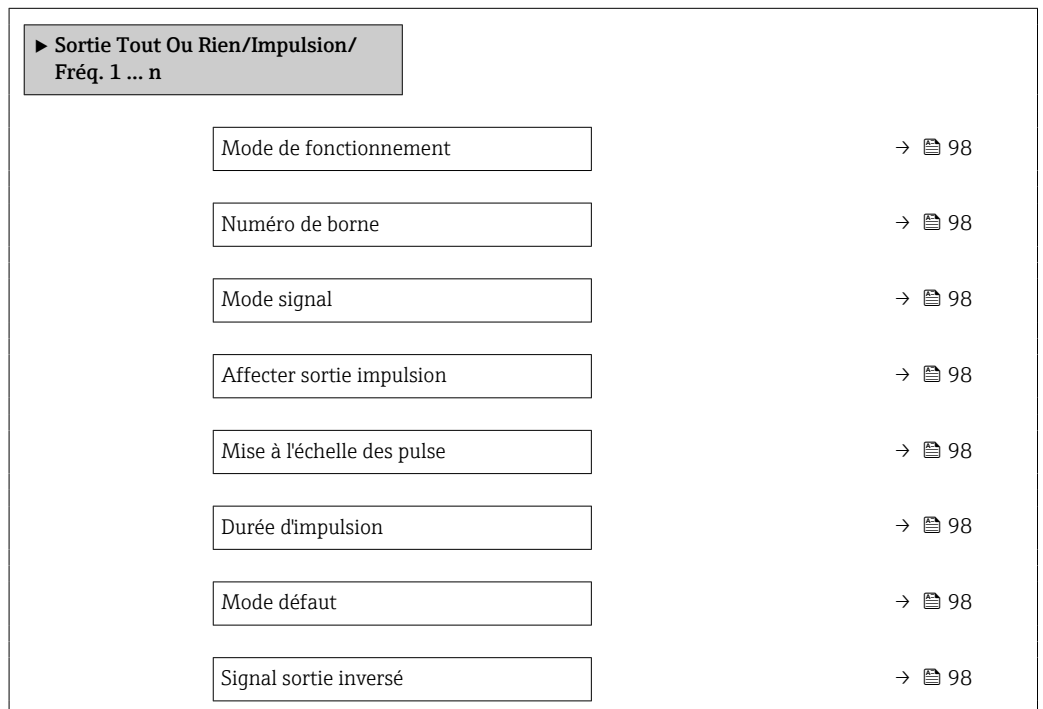 ▶ Sortie Tout Ou Rien/Impulsion/
Fréq. 1 ... n
Mode de fonctionnement → 98
Numéro de borne → 98
Mode signal → 98
Affecter sortie impulsion → 98
Mise à l'échelle des pulse → 98
Durée d'impulsion → 98
Mode défaut → 98
Signal sortie inversé → 98